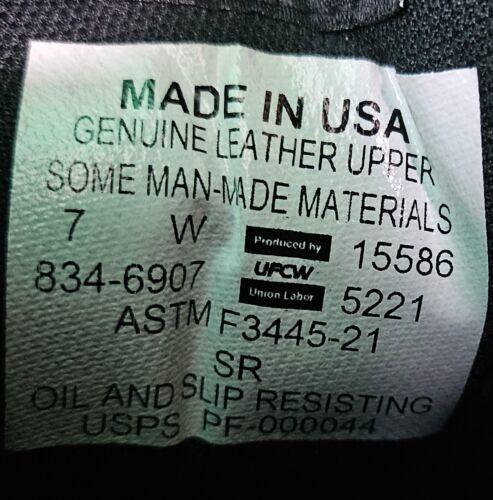 MADE IN USA
GENUINE LEATHER UPPER
SOME MAN-MADE MATERIALS
7 W Produced by 15586
834-6907 UFCW
Union Labor 5221
ASTM F3445-21
SR
OIL AND SLIP RESISTING
USPS PF-000044